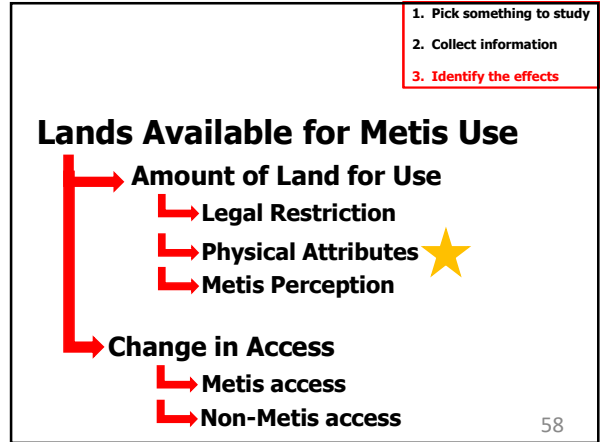 1. Pick something to study
2. Collect information
3. Identify the effects
Lands Available for Metis Use
Amount of Land for Use
Legal Restriction
Physical Attributes
Metis Perception
Change in Access
Metis access
Non-Metis access
58